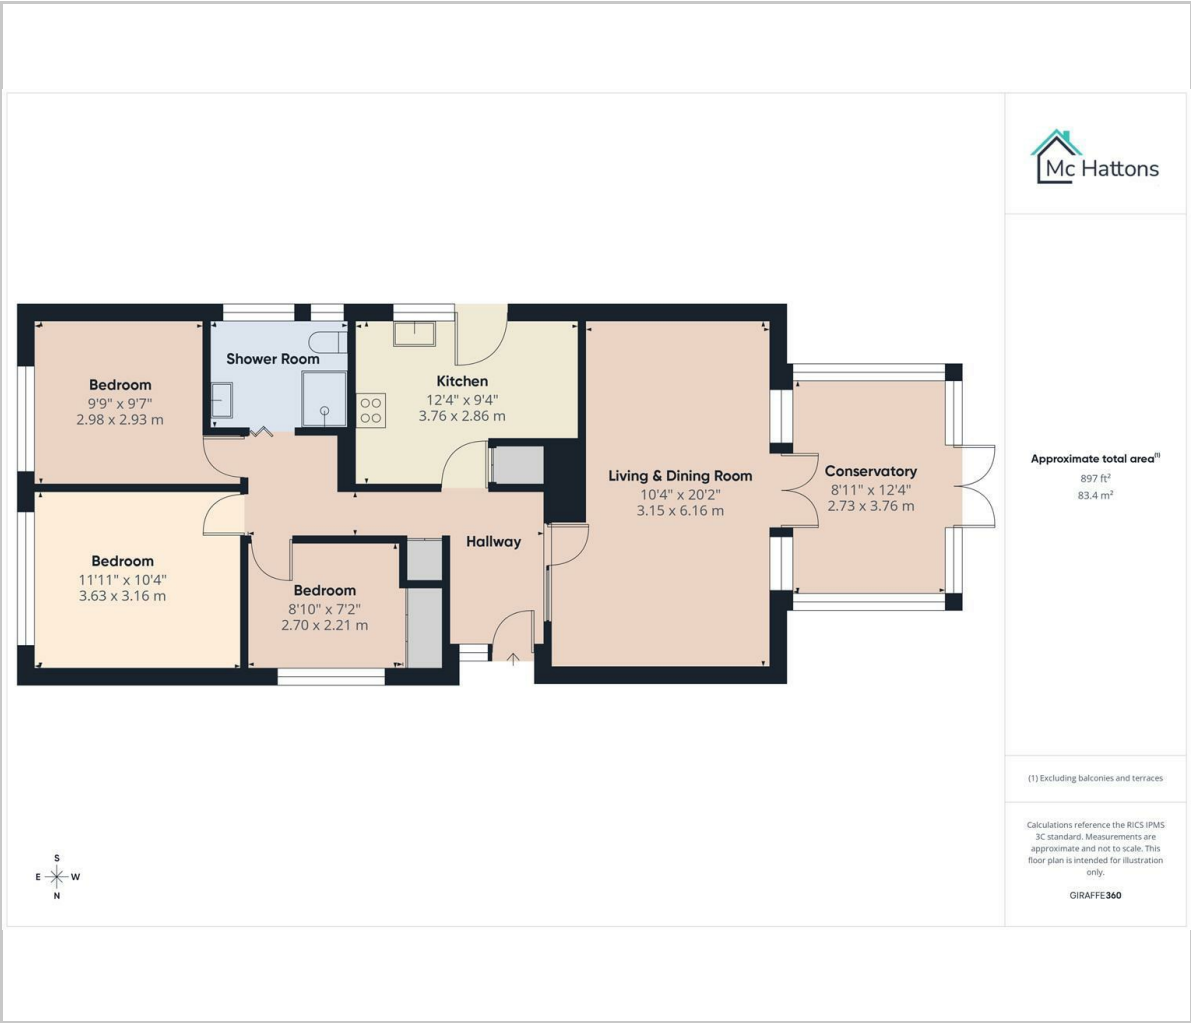 Mc Hattons
Bedroom
9'9" x 9'7"
2.98 x 2.93 m
Shower Room
Kitchen
12'4" x 9'4"
3.76 x 2.86 m
Living & Dining Room
10'4" x 20'2"
3.15 x 6.16 m
Conservatory
8'11" x 12'4"
2.73 x 3.76 m
Bedroom
11'11" x 10'4"
3.63 x 3.16 m
Bedroom
8'10" x 7'2"
2.70 x 2.21 m
Hallway
Approximate total area(1)
897 ft²
83.4 m²
(1) Excluding balconies and terraces
Calculations reference the RICS IPMS
3C standard. Measurements are
approximate and not to scale. This
floor plan is intended for illustration
only.
GIRAFFE360
S
E W
N